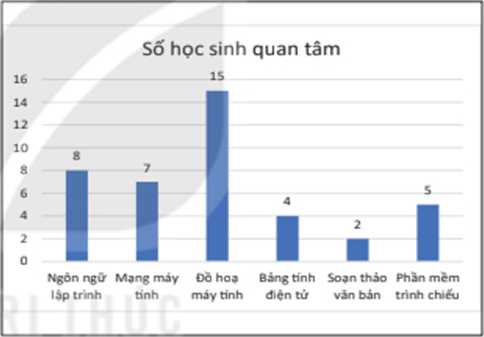 Số học sinh quan tâm
16
14
12
10
8
6
4
2
0
8
7
15
4
2
5
Ngôn ngữ
lập trình
Mạng máy
tính
Đồ hoạ
máy tính
Bảng tính
điện tử
Soạn thảo
văn bản
Phần mềm
trình chiếu
TRI THỨC